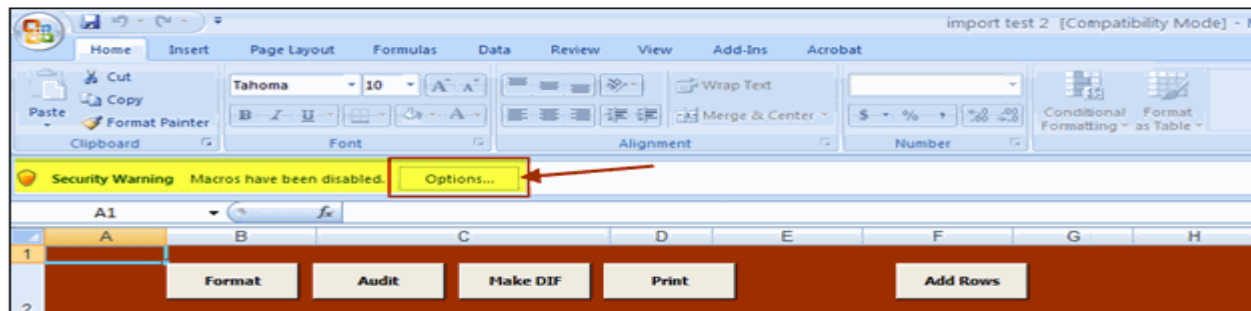 import test 2 [Compatibility Mode] -
Home Insert Page Layout Formulas Data Review View Add-Ins Acrobat
Cut
Copy
Format Painter
Paste
Clipboard
Tahoma 10
B I U
Font
Wrap Text
Merge & Center
Alignment
$ % ,
Number
Conditional Formatting
Format as Table
Security Warning Macros have been disabled. Options...
A1 fx
A B C D E F G H
1
Format Audit Make DIF Print Add Rows
2